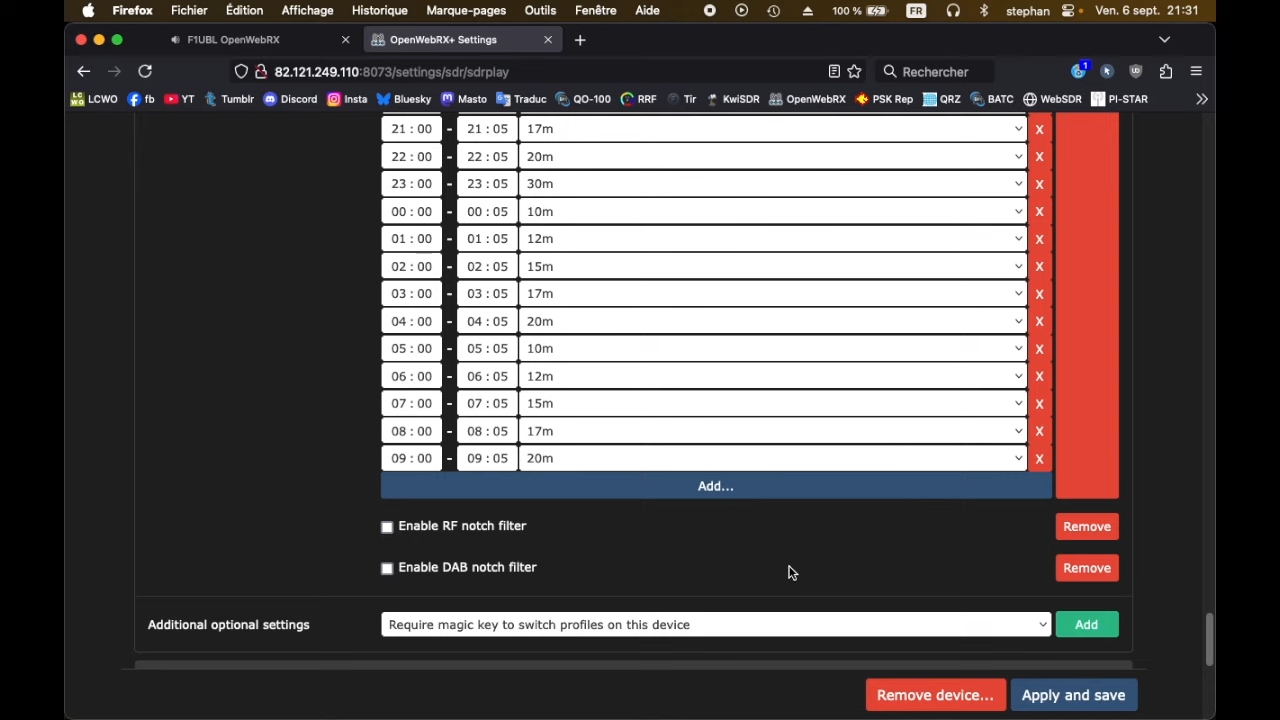 Firefox Fichier Édition Affichage Historique Marque-pages Outils Fenêtre Aide 100 % FR stephan Ven. 6 sept. 21:31
F1UBL OpenWebRX OpenWebRX+ Settings
82.121.249.110:8073/settings/sdr/sdrplay Rechercher 1
LCWO fb YT Tumblr Discord Insta Bluesky Masto Traduc QO-100 RRF Tir KwiSDR OpenWebRX PSK Rep QRZ BATC WebSDR PI-STAR
21 : 00 - 21 : 05 17m X
22 : 00 - 22 : 05 20m X
23 : 00 - 23 : 05 30m X
00 : 00 - 00 : 05 10m X
01 : 00 - 01 : 05 12m X
02 : 00 - 02 : 05 15m X
03 : 00 - 03 : 05 17m X
04 : 00 - 04 : 05 20m X
05 : 00 - 05 : 05 10m X
06 : 00 - 06 : 05 12m X
07 : 00 - 07 : 05 15m X
08 : 00 - 08 : 05 17m X
09 : 00 - 09 : 05 20m X
Add...
Enable RF notch filter Remove
Enable DAB notch filter Remove
Additional optional settings Require magic key to switch profiles on this device Add
Remove device... Apply and save